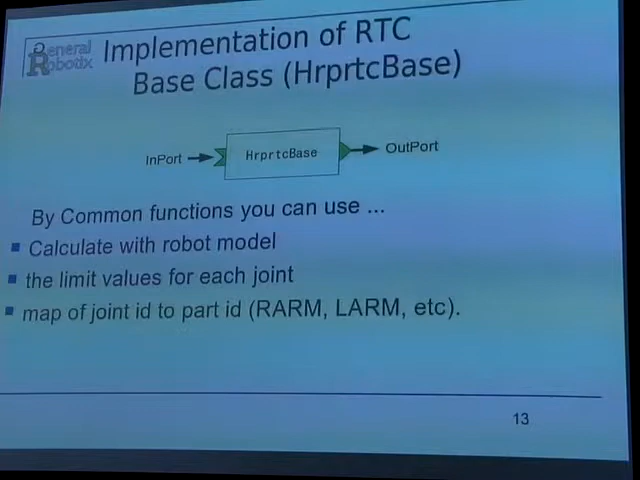 General
Robotix
Implementation of RTC
Base Class (HrprtcBase)
InPort
HrprtcBase
OutPort
By Common functions you can use ...
Calculate with robot model
the limit values for each joint
map of joint id to part id (RARM, LARM, etc).
13